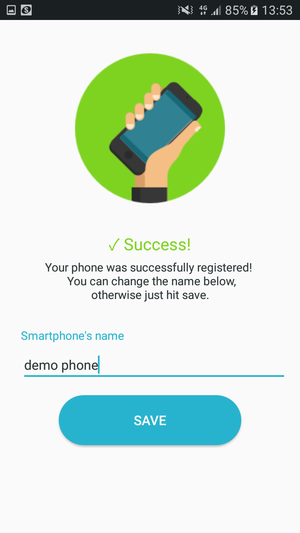 4G 85% 13:53
✓ Success!
Your phone was successfully registered!
You can change the name below,
otherwise just hit save.
Smartphone's name
demo phone
SAVE